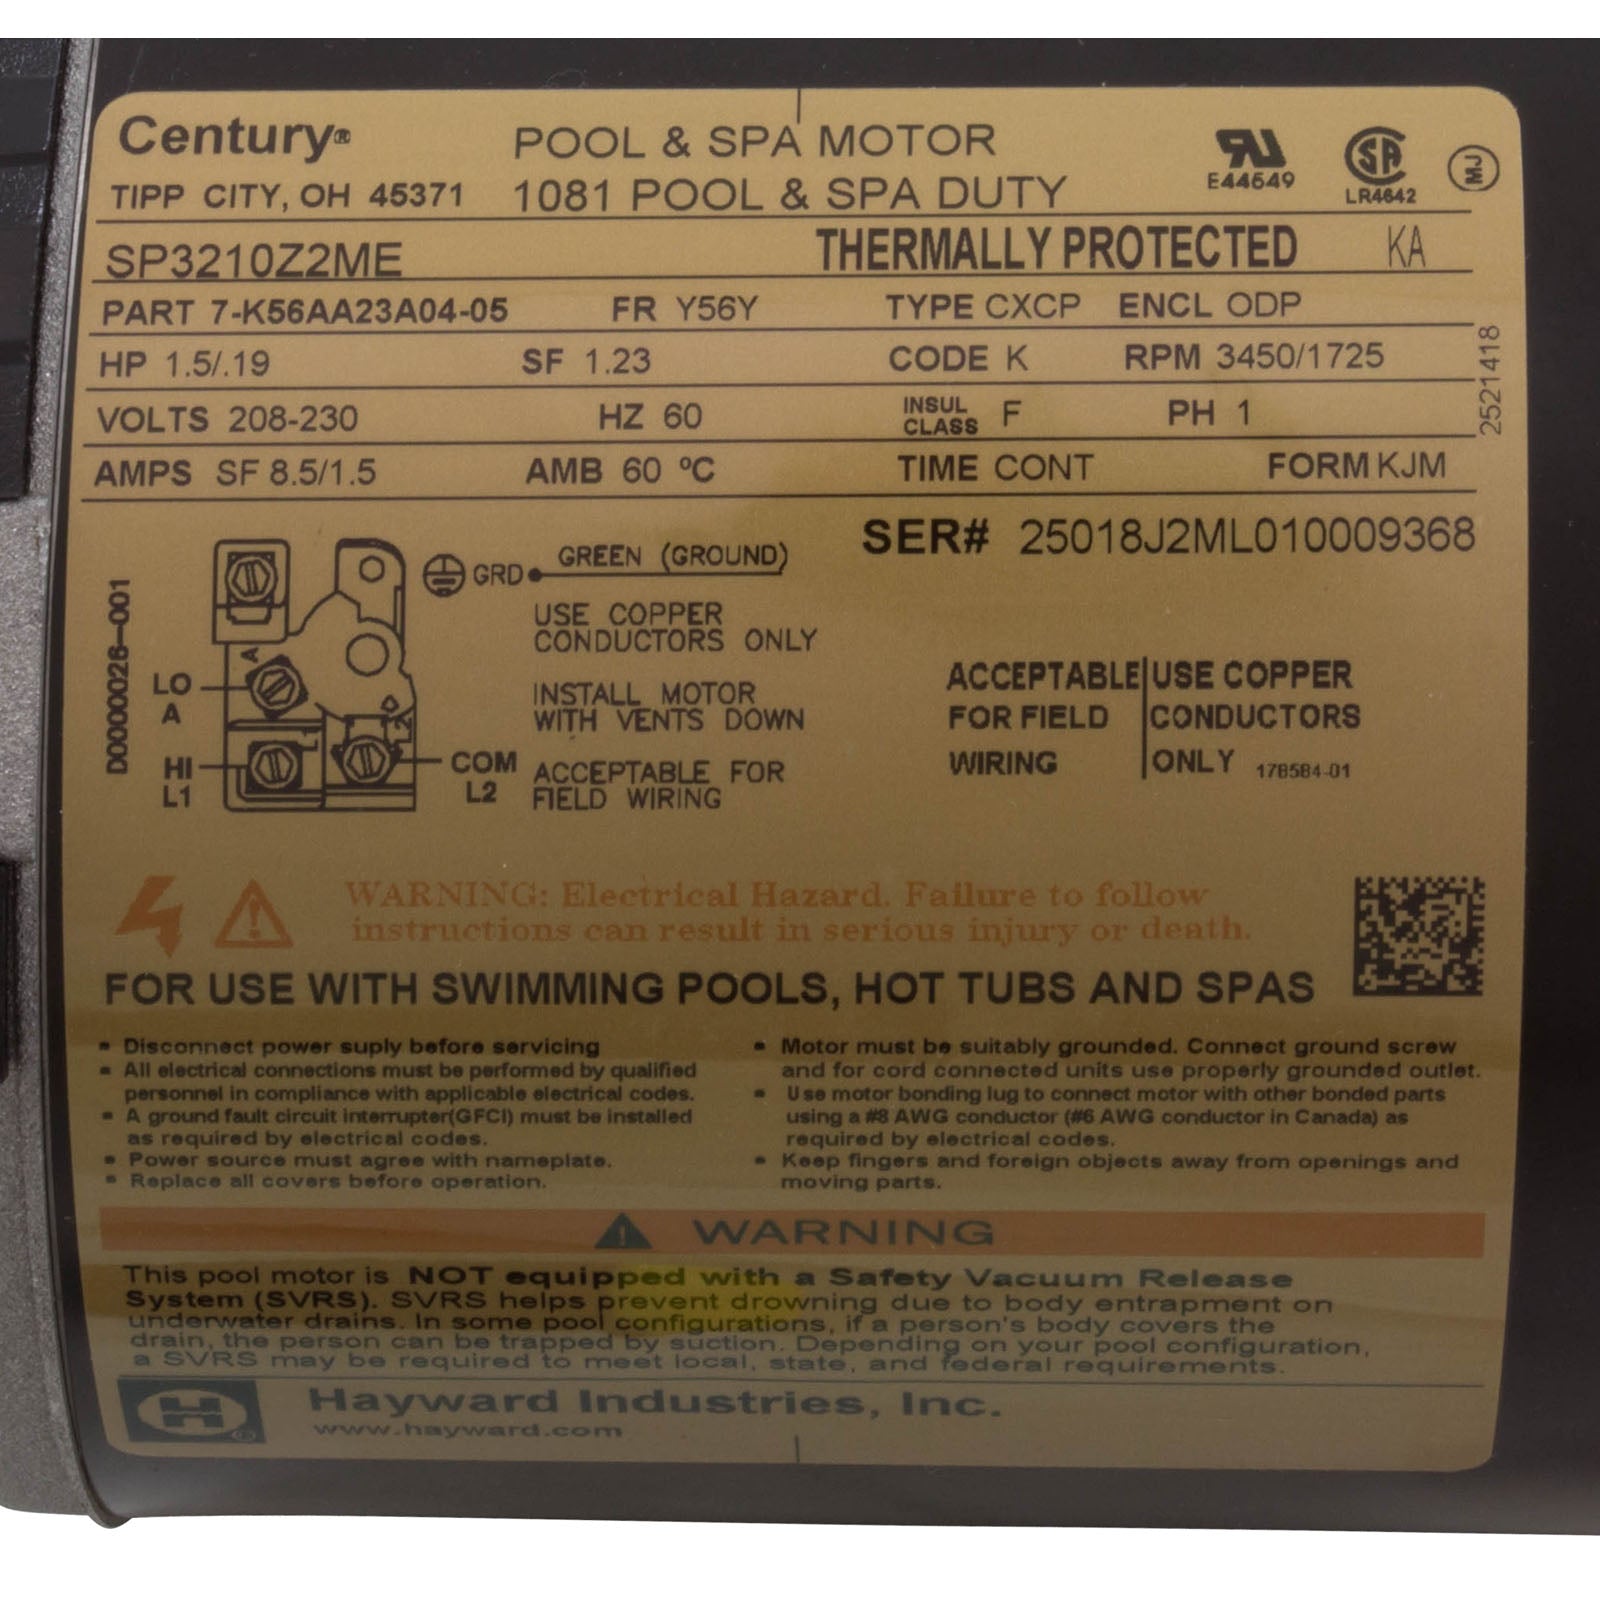 Century®
TIPP CITY, OH 45371
POOL & SPA MOTOR
1081 POOL & SPA DUTY
E44649
SA
LR4642
MJ
SP3210Z2ME THERMALLY PROTECTED KA
PART 7-K56AA23A04-05 FR Y56Y TYPE CXCP ENCL ODP
HP 1.5/.19 SF 1.23 CODE K RPM 3450/1725
VOLTS 208-230 HZ 60 INSUL CLASS F PH 1
AMPS SF 8.5/1.5 AMB 60 ºC TIME CONT FORM KJM
2521418
SER# 25018J2ML010009368
D0000026-001
A
L1
L2
LO
A
HI
L1
COM
L2
GRD GREEN (GROUND)
USE COPPER
CONDUCTORS ONLY
INSTALL MOTOR
WITH VENTS DOWN
ACCEPTABLE FOR
FIELD WIRING
ACCEPTABLE
FOR FIELD
WIRING
USE COPPER
CONDUCTORS
ONLY 178584-01
WARNING: Electrical Hazard. Failure to follow
instructions can result in serious injury or death.
FOR USE WITH SWIMMING POOLS, HOT TUBS AND SPAS
▪ Disconnect power suply before servicing
▪ All electrical connections must be performed by qualified
personnel in compliance with applicable electrical codes.
▪ A ground fault circuit interrupter(GFCI) must be installed
as required by electrical codes.
▪ Power source must agree with nameplate.
▪ Replace all covers before operation.
▪ Motor must be suitably grounded. Connect ground screw
and for cord connected units use properly grounded outlet.
▪ Use motor bonding lug to connect motor with other bonded parts
using a #8 AWG conductor (#6 AWG conductor in Canada) as
required by electrical codes.
▪ Keep fingers and foreign objects away from openings and
moving parts.
WARNING
This pool motor is NOT equipped with a Safety Vacuum Release
System (SVRS). SVRS helps prevent drowning due to body entrapment on
underwater drains. In some pool configurations, if a person's body covers the
drain, the person can be trapped by suction. Depending on your pool configuration,
a SVRS may be required to meet local, state, and federal requirements.
H®
Hayward Industries, Inc.
www.hayward.com